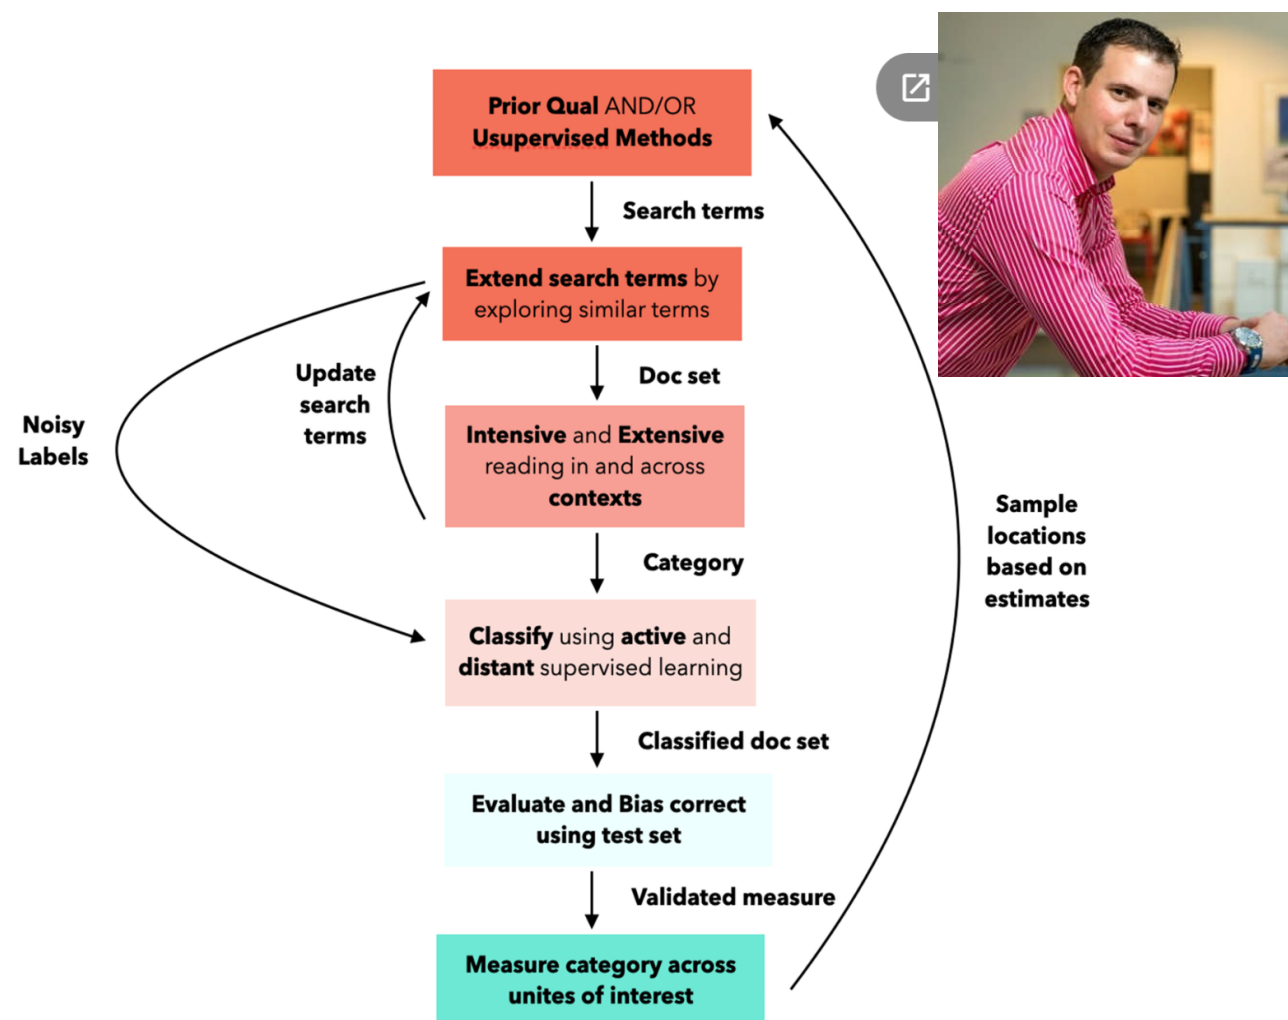 Prior Qual AND/OR
Usupervised Methods
Search terms
Extend search terms by
exploring similar terms
Update
search
terms
Doc set
Noisy
Labels
Intensive and Extensive
reading in and across
contexts
Sample
locations
based on
estimates
Category
Classify using active and
distant supervised learning
Classified doc set
Evaluate and Bias correct
using test set
Validated measure
Measure category across
unites of interest